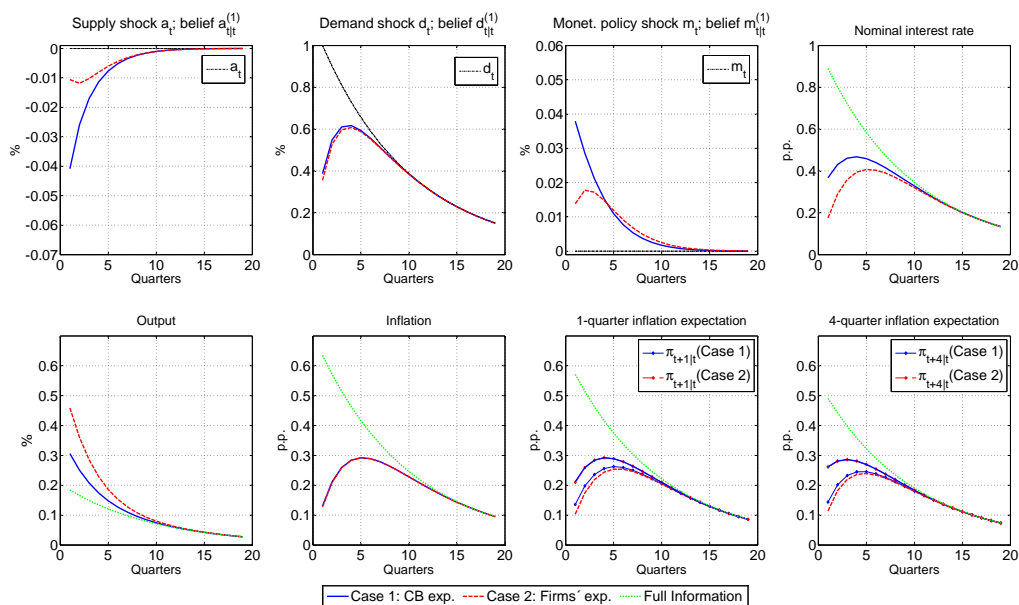 Supply shock a_t; belief a_{t|t}^{(1)}
Demand shock d_t; belief d_{t|t}^{(1)}
Monet. policy shock m_t; belief m_{t|t}^{(1)}
Nominal interest rate
0
-0.01
-0.02
-0.03
-0.04
-0.05
-0.06
-0.07
%
a_t
0 5 10 15 20
Quarters
1
0.8
0.6
0.4
0.2
0
%
d_t
0 5 10 15 20
Quarters
0.06
0.05
0.04
0.03
0.02
0.01
0
%
m_t
0 5 10 15 20
Quarters
1
0.8
0.6
0.4
0.2
0
p.p.
0 5 10 15 20
Quarters
Output
Inflation
1-quarter inflation expectation
4-quarter inflation expectation
0.6
0.5
0.4
0.3
0.2
0.1
0
%
0 5 10 15 20
Quarters
0.6
0.5
0.4
0.3
0.2
0.1
0
p.p.
0 5 10 15 20
Quarters
0.6
0.5
0.4
0.3
0.2
0.1
0
p.p.
π_{t+1|t}(Case 1)
π_{t+1|t}(Case 2)
0 5 10 15 20
Quarters
0.6
0.5
0.4
0.3
0.2
0.1
0
p.p.
π_{t+4|t}(Case 1)
π_{t+4|t}(Case 2)
0 5 10 15 20
Quarters
Case 1: CB exp. Case 2: Firms´ exp. Full Information